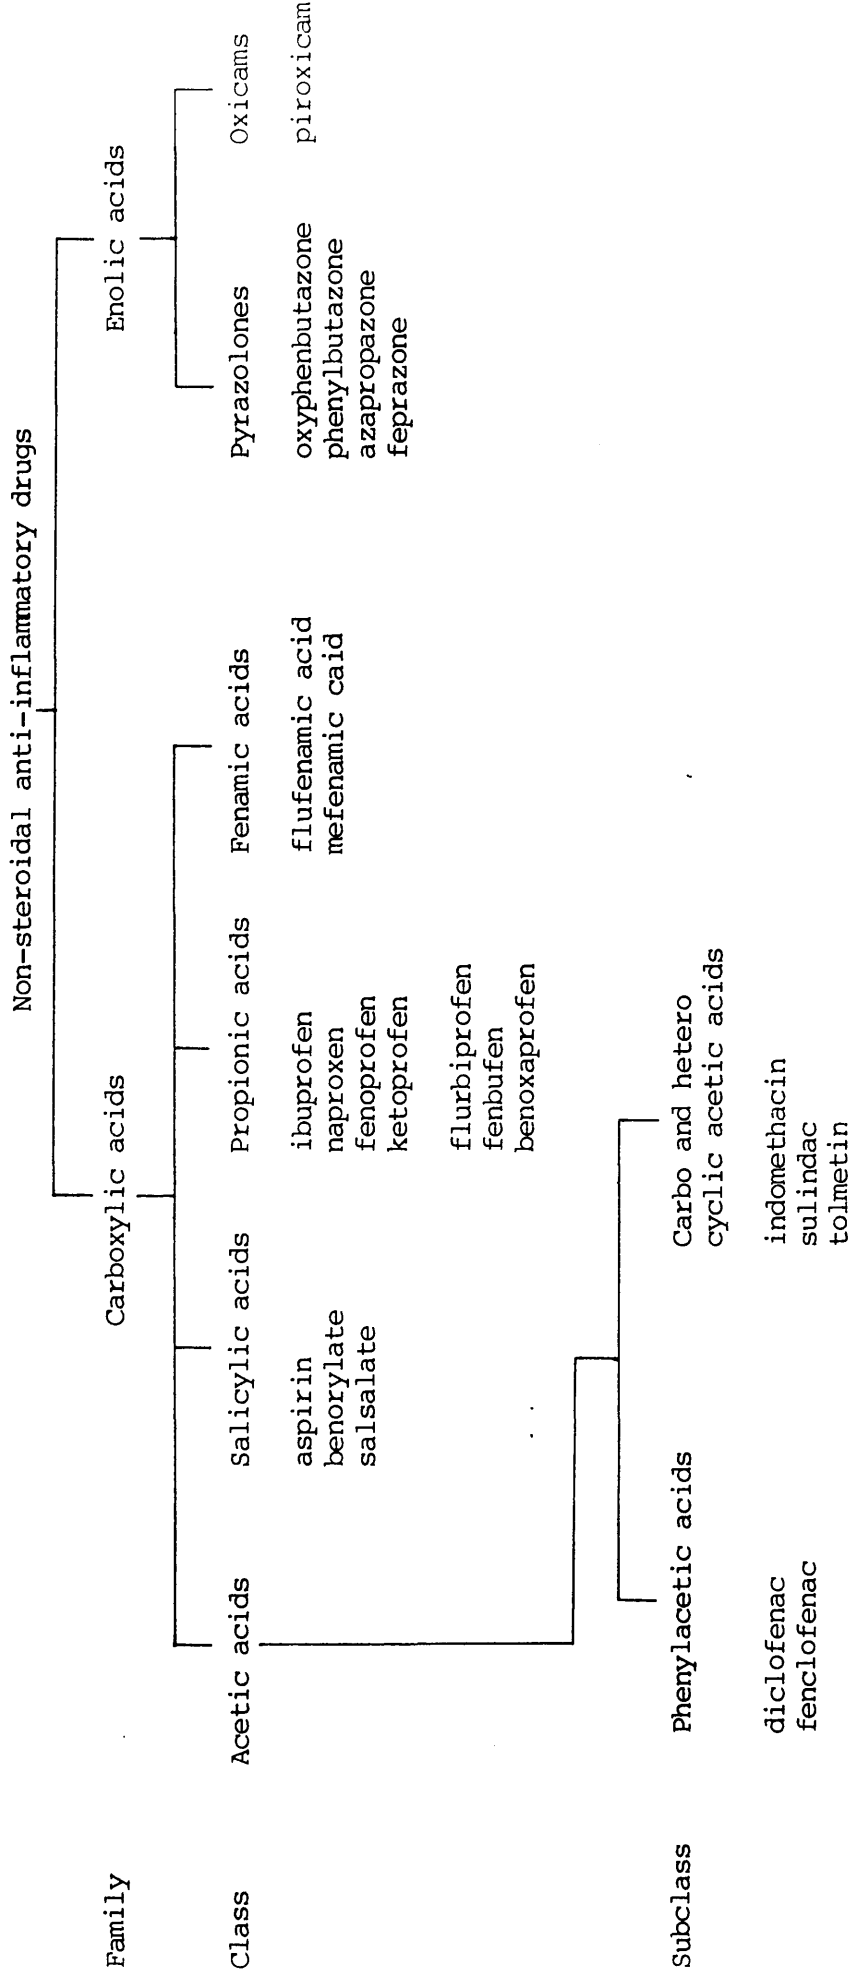 Non-steroidal anti-inflammatory drugs
Family
Carboxylic acids
Enolic acids
Class
Acetic acids
Salicylic acids
Propionic acids
Fenamic acids
Pyrazolones
Oxicams
aspirin
benorylate
salsalate
ibuprofen
naproxen
fenoprofen
ketoprofen
flurbiprofen
fenbufen
benoxaprofen
flufenamic acid
mefenamic caid
oxyphenbutazone
phenylbutazone
azapropazone
feprazone
piroxicam
Subclass
Phenylacetic acids
Carbo and hetero
cyclic acetic acids
diclofenac
fenclofenac
indomethacin
sulindac
tolmetin